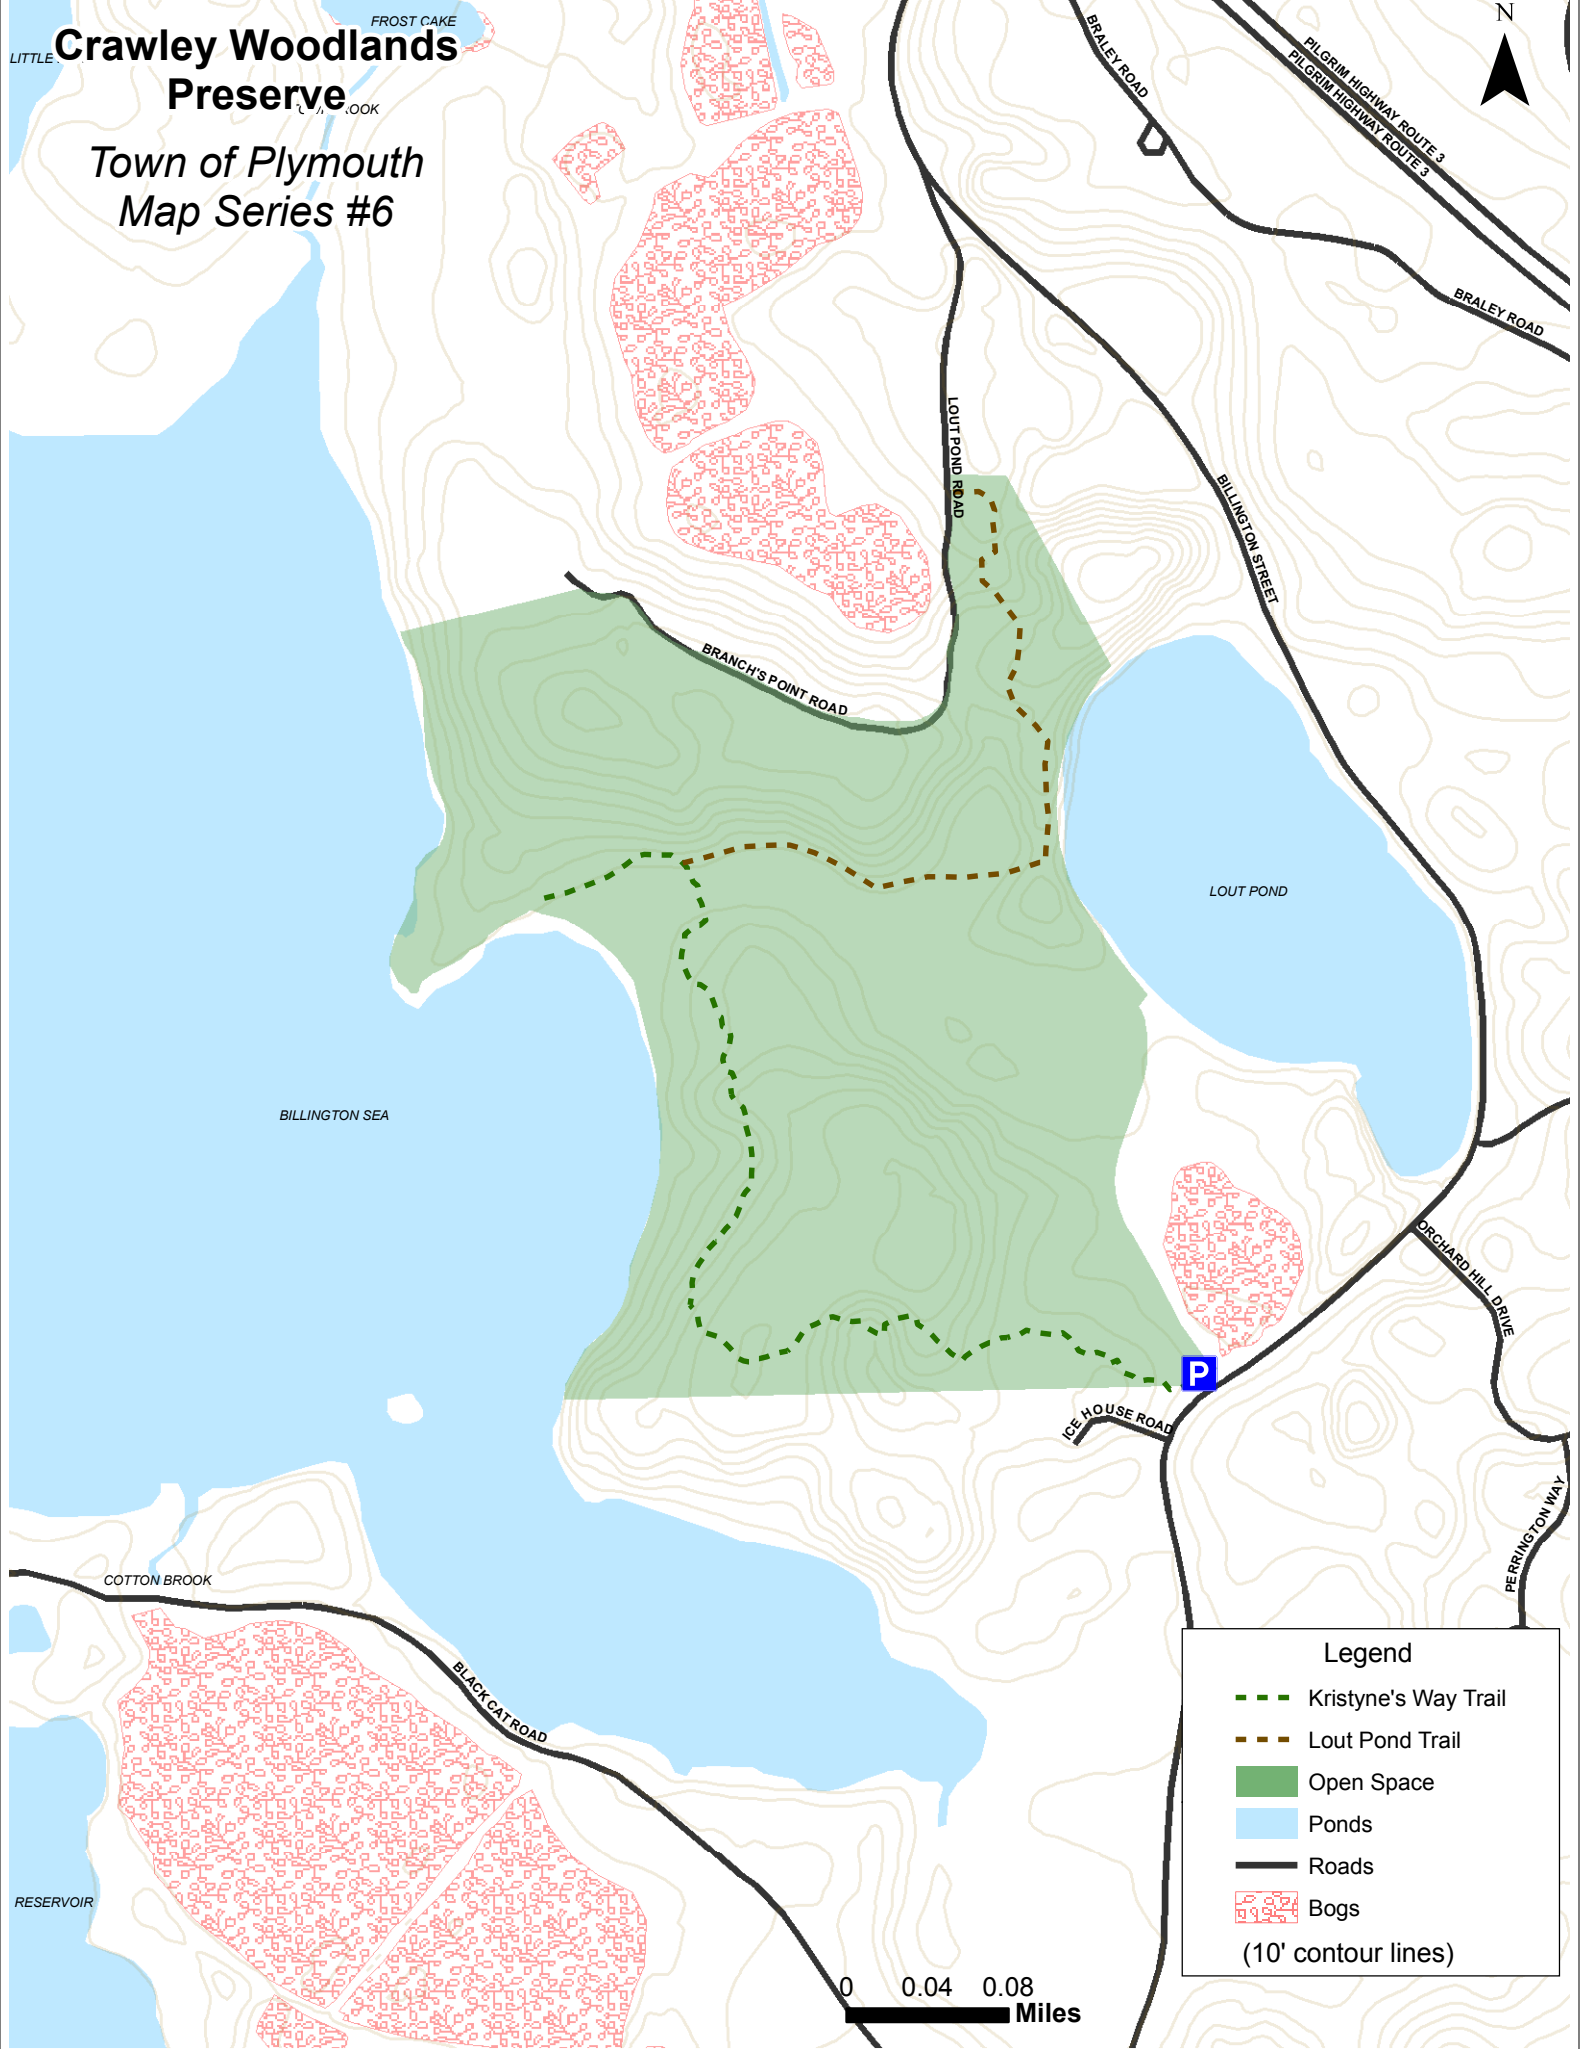 FROST CAKE
LITTLE
Crawley Woodlands
Preserve
OOK
Town of Plymouth
Map Series #6
N
BRALEY ROAD
PILGRIM HIGHWAY ROUTE 3
PILGRIM HIGHWAY ROUTE 3
BRALEY ROAD
LOUT POND ROAD
BILLINGTON STREET
BRANCH'S POINT ROAD
LOUT POND
BILLINGTON SEA
ORCHARD HILL DRIVE
P
ICE HOUSE ROAD
PERRINGTON WAY
COTTON BROOK
BLACK CAT ROAD
RESERVOIR
Legend
Kristyne's Way Trail
Lout Pond Trail
Open Space
Ponds
Roads
Bogs
(10' contour lines)
0 0.04 0.08
Miles